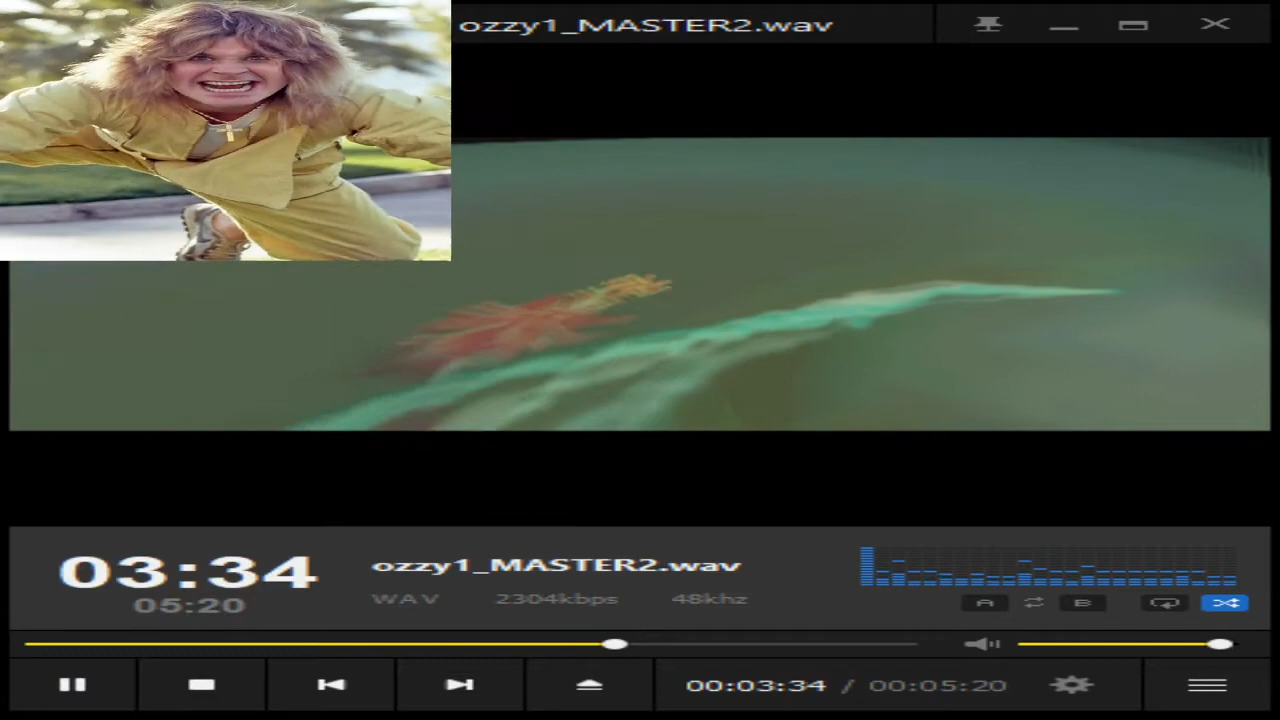 ozzy1_MASTER2.wav
03:34
05:20
ozzy1_MASTER2.wav
WAV 2304kbps 48khz
A B
00:03:34 / 00:05:20